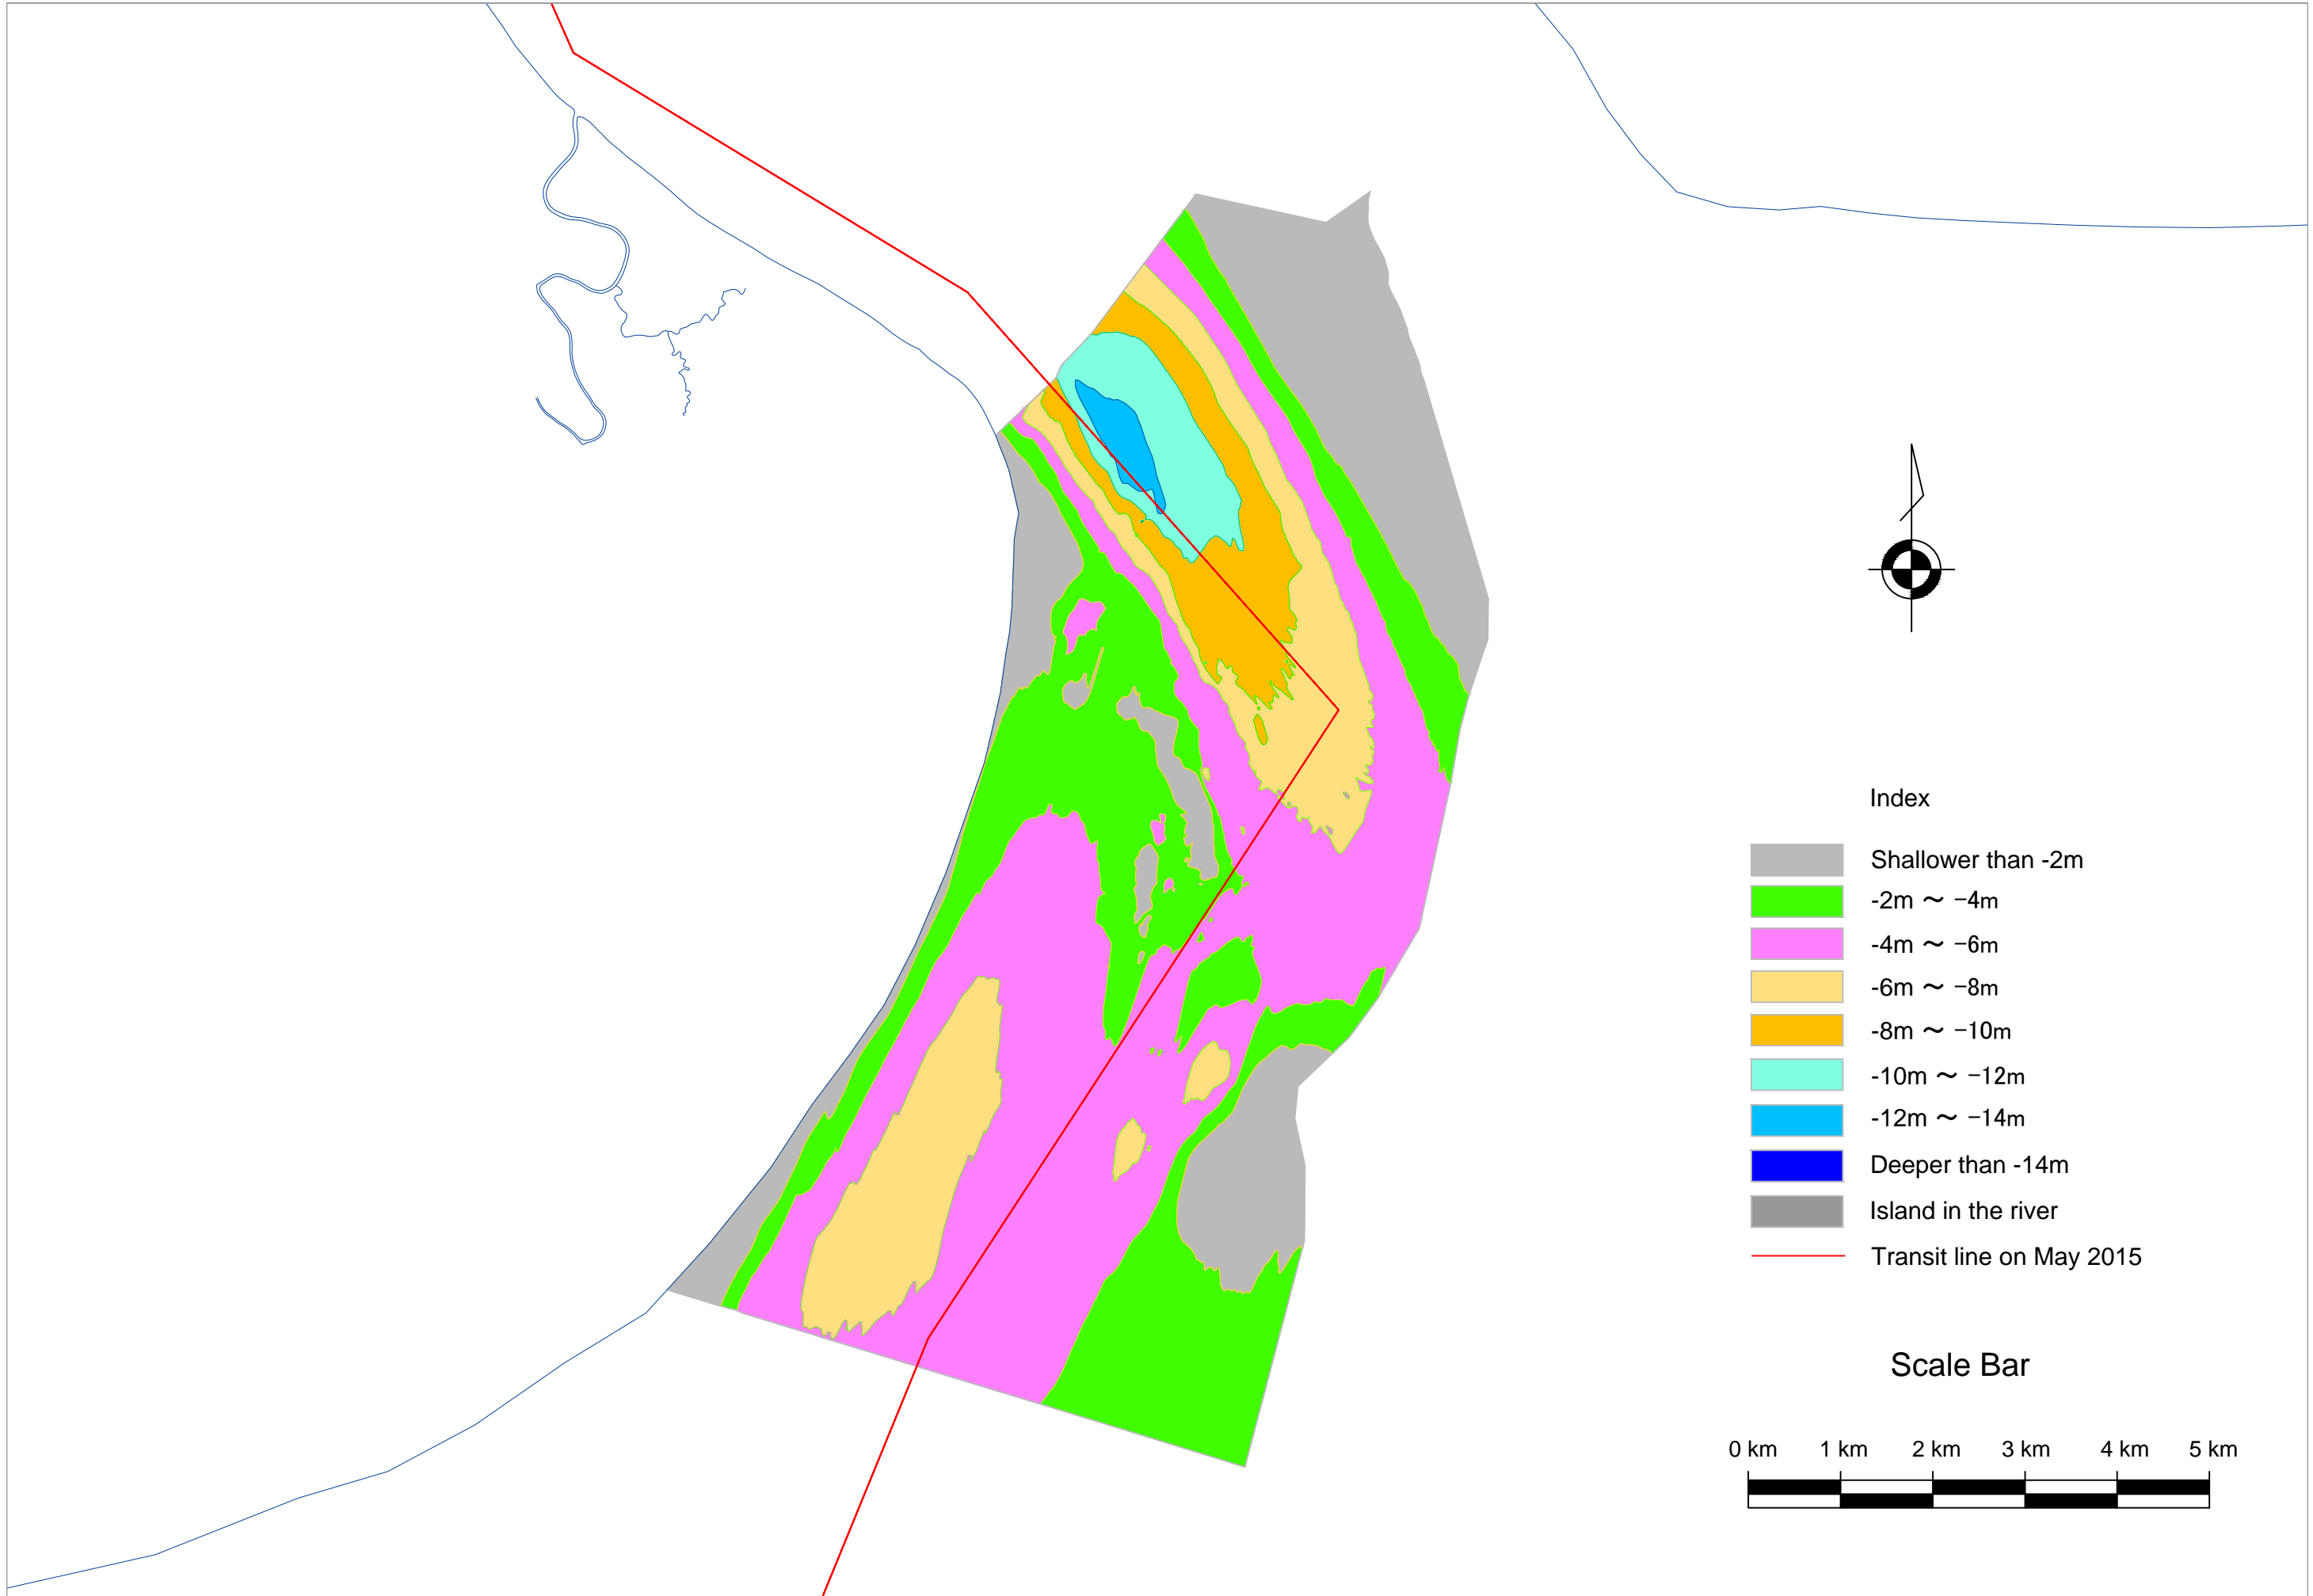 Index
Shallower than -2m
-2m ～ −4m
-4m ～ −6m
-6m ～ −8m
-8m ～ −10m
-10m ～ −12m
-12m ～ −14m
Deeper than -14m
Island in the river
Transit line on May 2015
Scale Bar
0 km 1 km 2 km 3 km 4 km 5 km